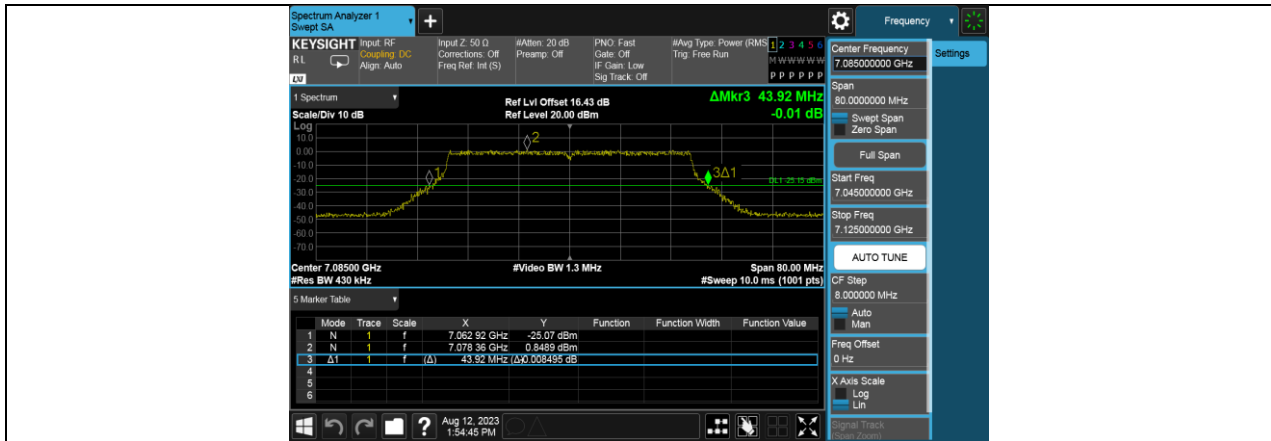 Spectrum Analyzer 1
Swept SA
Frequency
KEYSIGHT
RL
LXI
Input: RF
Coupling: DC
Align: Auto
Input Z: 50 Ω
Corrections: Off
Freq Ref: Int (S)
#Atten: 20 dB
Preamp: Off
PNO: Fast
Gate: Off
IF Gain: Low
Sig Track: Off
#Avg Type: Power (RMS
Trig: Free Run
1 2 3 4 5 6
M W W W W W
P P P P P P
Center Frequency
7.085000000 GHz
Settings
Span
80.0000000 MHz
Swept Span
Zero Span
Full Span
Start Freq
7.045000000 GHz
Stop Freq
7.125000000 GHz
AUTO TUNE
CF Step
8.000000 MHz
Auto
Man
Freq Offset
0 Hz
X Axis Scale
Log
Lin
Signal Track
(Span Zoom)
1 Spectrum
Scale/Div 10 dB
Ref Lvl Offset 16.43 dB
Ref Level 20.00 dBm
ΔMkr3 43.92 MHz
-0.01 dB
Log
10.0
0.00
-10.0
-20.0
-30.0
-40.0
-50.0
-60.0
-70.0
1
2
3Δ1
DL1 -25.15 dBm
Center 7.08500 GHz
#Video BW 1.3 MHz
Span 80.00 MHz
#Res BW 430 kHz
#Sweep 10.0 ms (1001 pts)
5 Marker Table
Mode Trace Scale X Y Function Function Width Function Value
1 N 1 f 7.062 92 GHz -25.07 dBm
2 N 1 f 7.078 36 GHz 0.8489 dBm
3 Δ1 1 f (Δ) 43.92 MHz (Δ) -0.008495 dB
4
5
6
?
Aug 12, 2023
1:54:45 PM